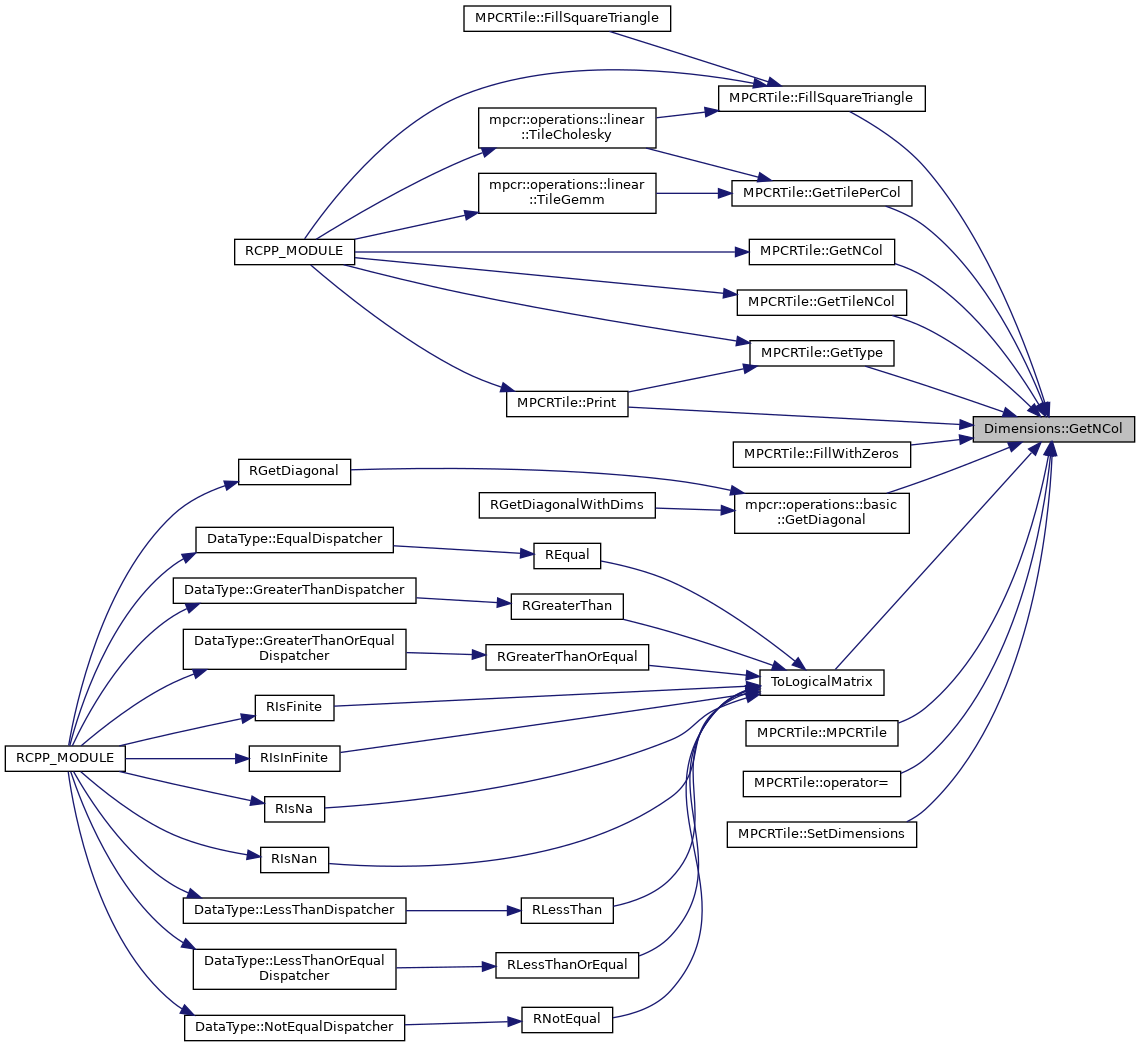 MPCRTile::FillSquareTriangle
MPCRTile::FillSquareTriangle
mpcr::operations::linear
::TileCholesky
mpcr::operations::linear
::TileGemm
MPCRTile::GetTilePerCol
RCPP_MODULE
MPCRTile::GetNCol
MPCRTile::GetTileNCol
MPCRTile::GetType
MPCRTile::Print
Dimensions::GetNCol
MPCRTile::FillWithZeros
RGetDiagonal
RGetDiagonalWithDims
mpcr::operations::basic
::GetDiagonal
DataType::EqualDispatcher
REqual
DataType::GreaterThanDispatcher
RGreaterThan
DataType::GreaterThanOrEqual
Dispatcher
RGreaterThanOrEqual
ToLogicalMatrix
RIsFinite
MPCRTile::MPCRTile
RCPP_MODULE
RIsInFinite
MPCRTile::operator=
RIsNa
MPCRTile::SetDimensions
RIsNan
DataType::LessThanDispatcher
RLessThan
DataType::LessThanOrEqual
Dispatcher
RLessThanOrEqual
DataType::NotEqualDispatcher
RNotEqual